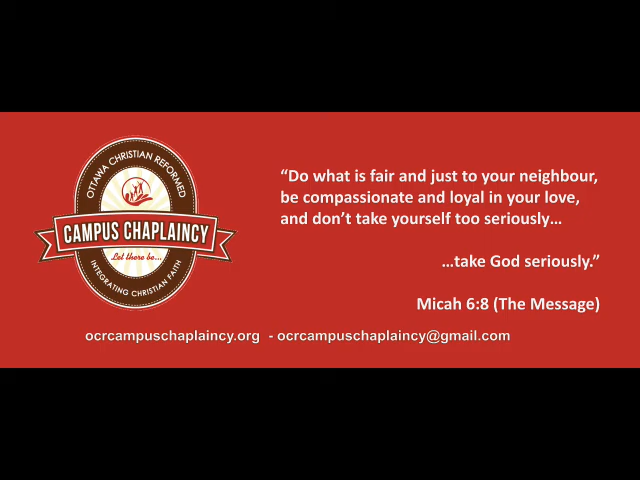 OTTAWA CHRISTIAN REFORMED
CAMPUS CHAPLAINCY
Let there be...
INTEGRATING CHRISTIAN FAITH
“Do what is fair and just to your neighbour,
be compassionate and loyal in your love,
and don’t take yourself too seriously…
…take God seriously.”
Micah 6:8 (The Message)
ocrcampuschaplaincy.org - ocrcampuschaplaincy@gmail.com